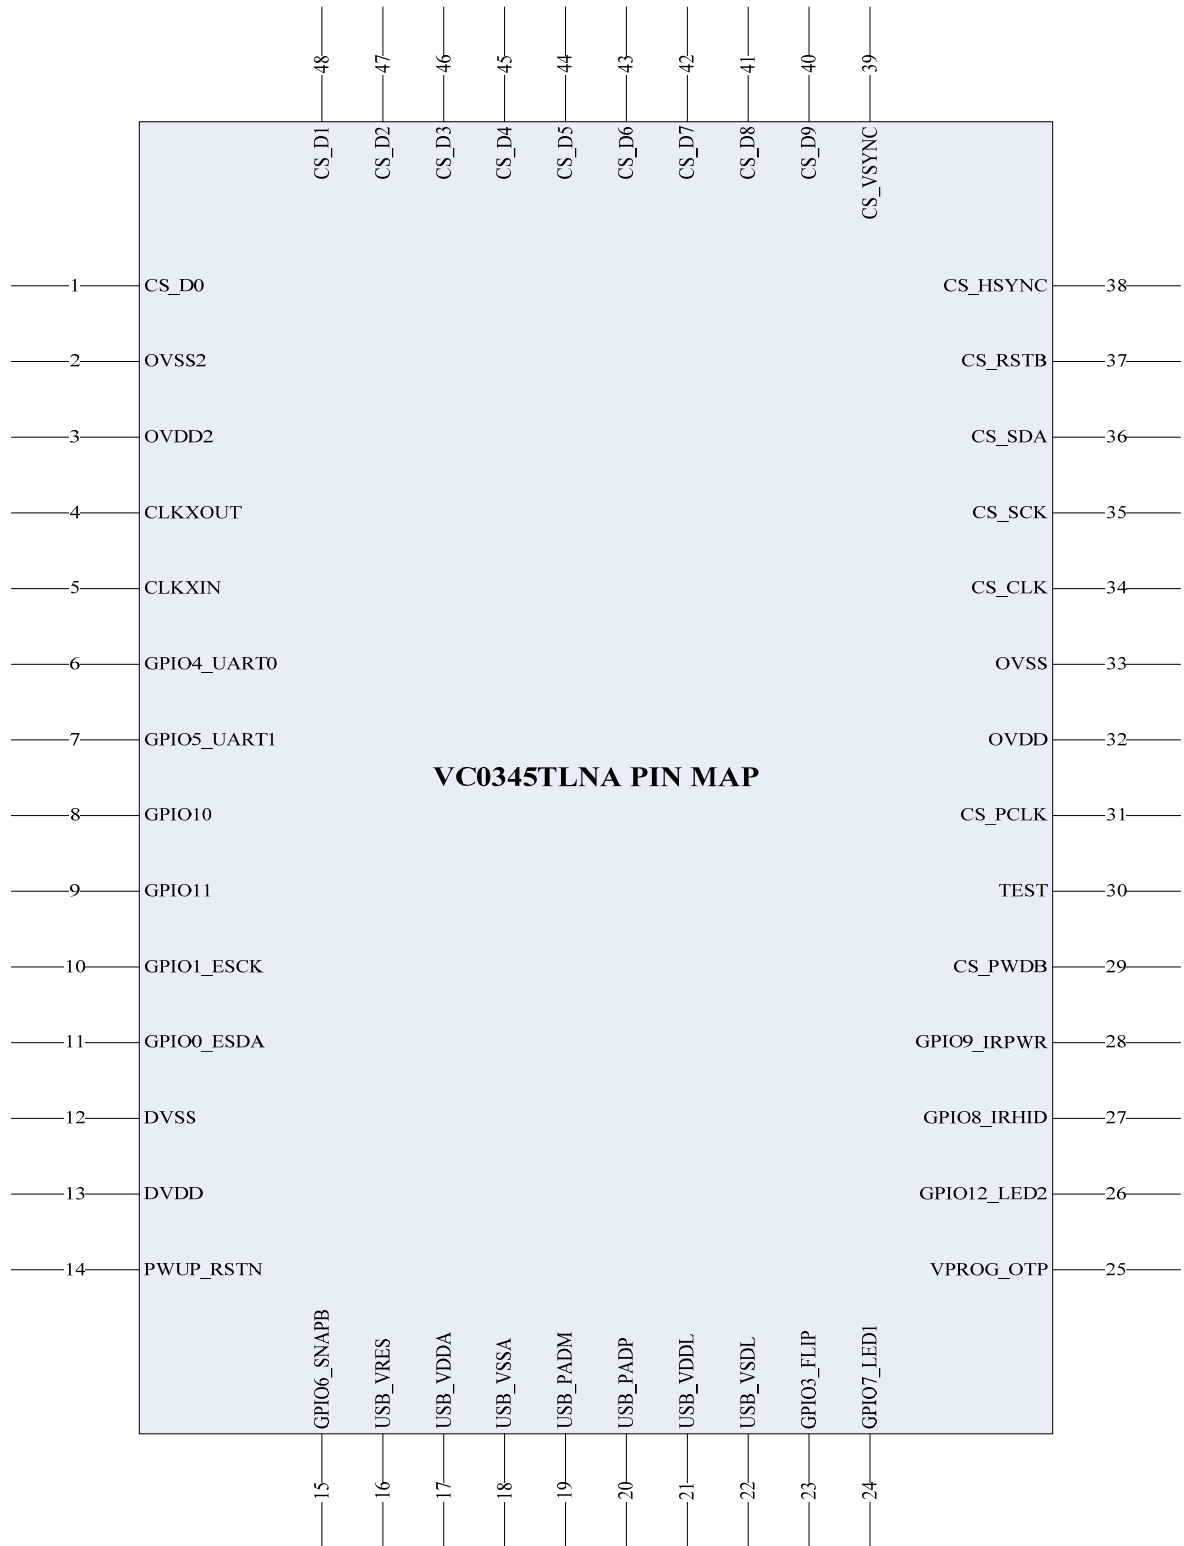 48 47 46 45 44 43 42 41 40 39
CS_D1 CS_D2 CS_D3 CS_D4 CS_D5 CS_D6 CS_D7 CS_D8 CS_D9 CS_VSYNC
1 CS_D0 CS_HSYNC 38
2 OVSS2 CS_RSTB 37
3 OVDD2 CS_SDA 36
4 CLKXOUT CS_SCK 35
5 CLKXIN CS_CLK 34
6 GPIO4_UART0 OVSS 33
7 GPIO5_UART1 OVDD 32
VC0345TLNA PIN MAP
8 GPIO10 CS_PCLK 31
9 GPIO11 TEST 30
10 GPIO1_ESCK CS_PWDB 29
11 GPIO0_ESDA GPIO9_IRPWR 28
12 DVSS GPIO8_IRHID 27
13 DVDD GPIO12_LED2 26
14 PWUP_RSTN VPROG_OTP 25
GPIO6_SNAPB USB_VRES USB_VDDA USB_VSSA USB_PADM USB_PADP USB_VDDL USB_VSDL GPIO3_FLIP GPIO7_LED1
15 16 17 18 19 20 21 22 23 24